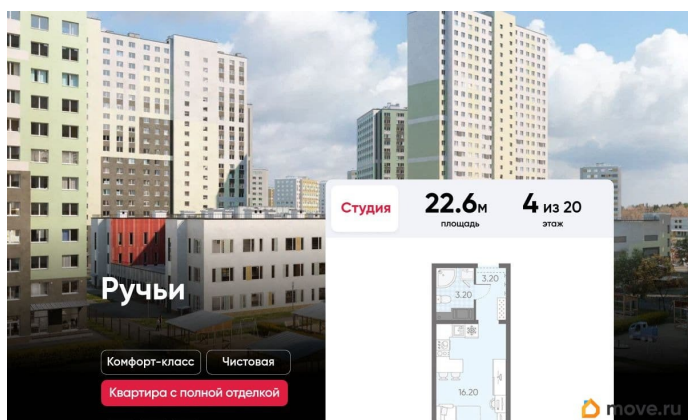 Студия
22.6м
площадь
4 из 20
этаж
3.20
3.20
16.20
Ручьи
Комфорт-класс
Чистовая
Квартира с полной отделкой
move.ru